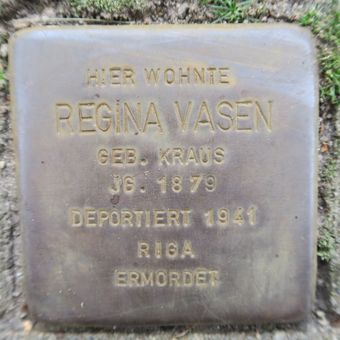 HIER WOHNTE
REGINA VASEN
GEB. KRAUS
JG. 1879
DEPORTIERT 1941
RIGA
ERMORDET